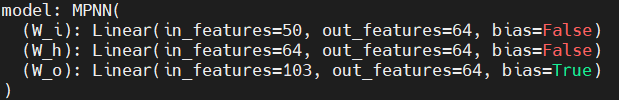 model: MPNN(
  (W_i): Linear(in_features=50, out_features=64, bias=False)
  (W_h): Linear(in_features=64, out_features=64, bias=False)
  (W_o): Linear(in_features=103, out_features=64, bias=True)
)